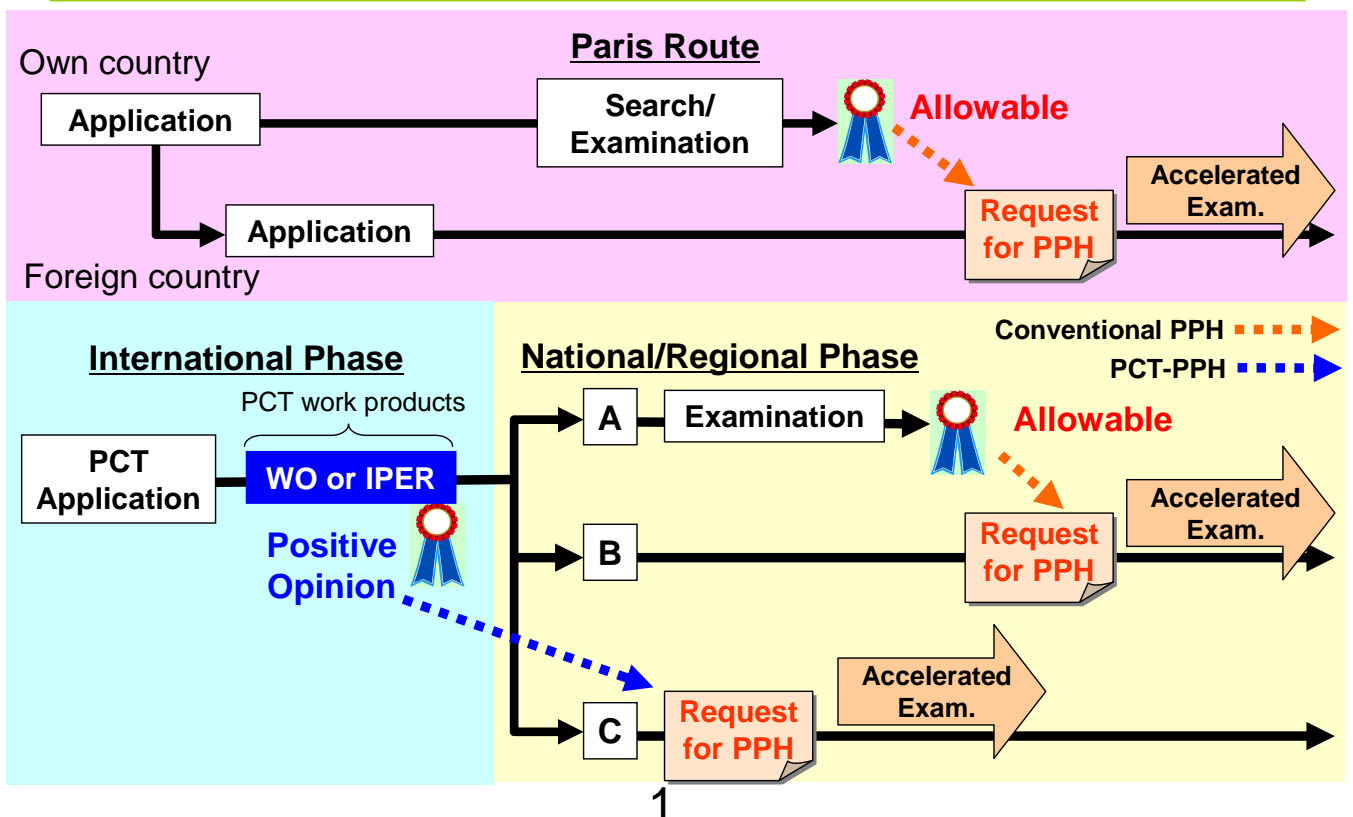 Paris Route
Own country
Application
Search/
Examination
Allowable
Accelerated
Exam.
Request
for PPH
Application
Foreign country
Conventional PPH
PCT-PPH
International Phase
National/Regional Phase
PCT work products
PCT
Application
WO or IPER
Positive
Opinion
A
Examination
Allowable
Accelerated
Exam.
B
Request
for PPH
Accelerated
Exam.
C
Request
for PPH
1